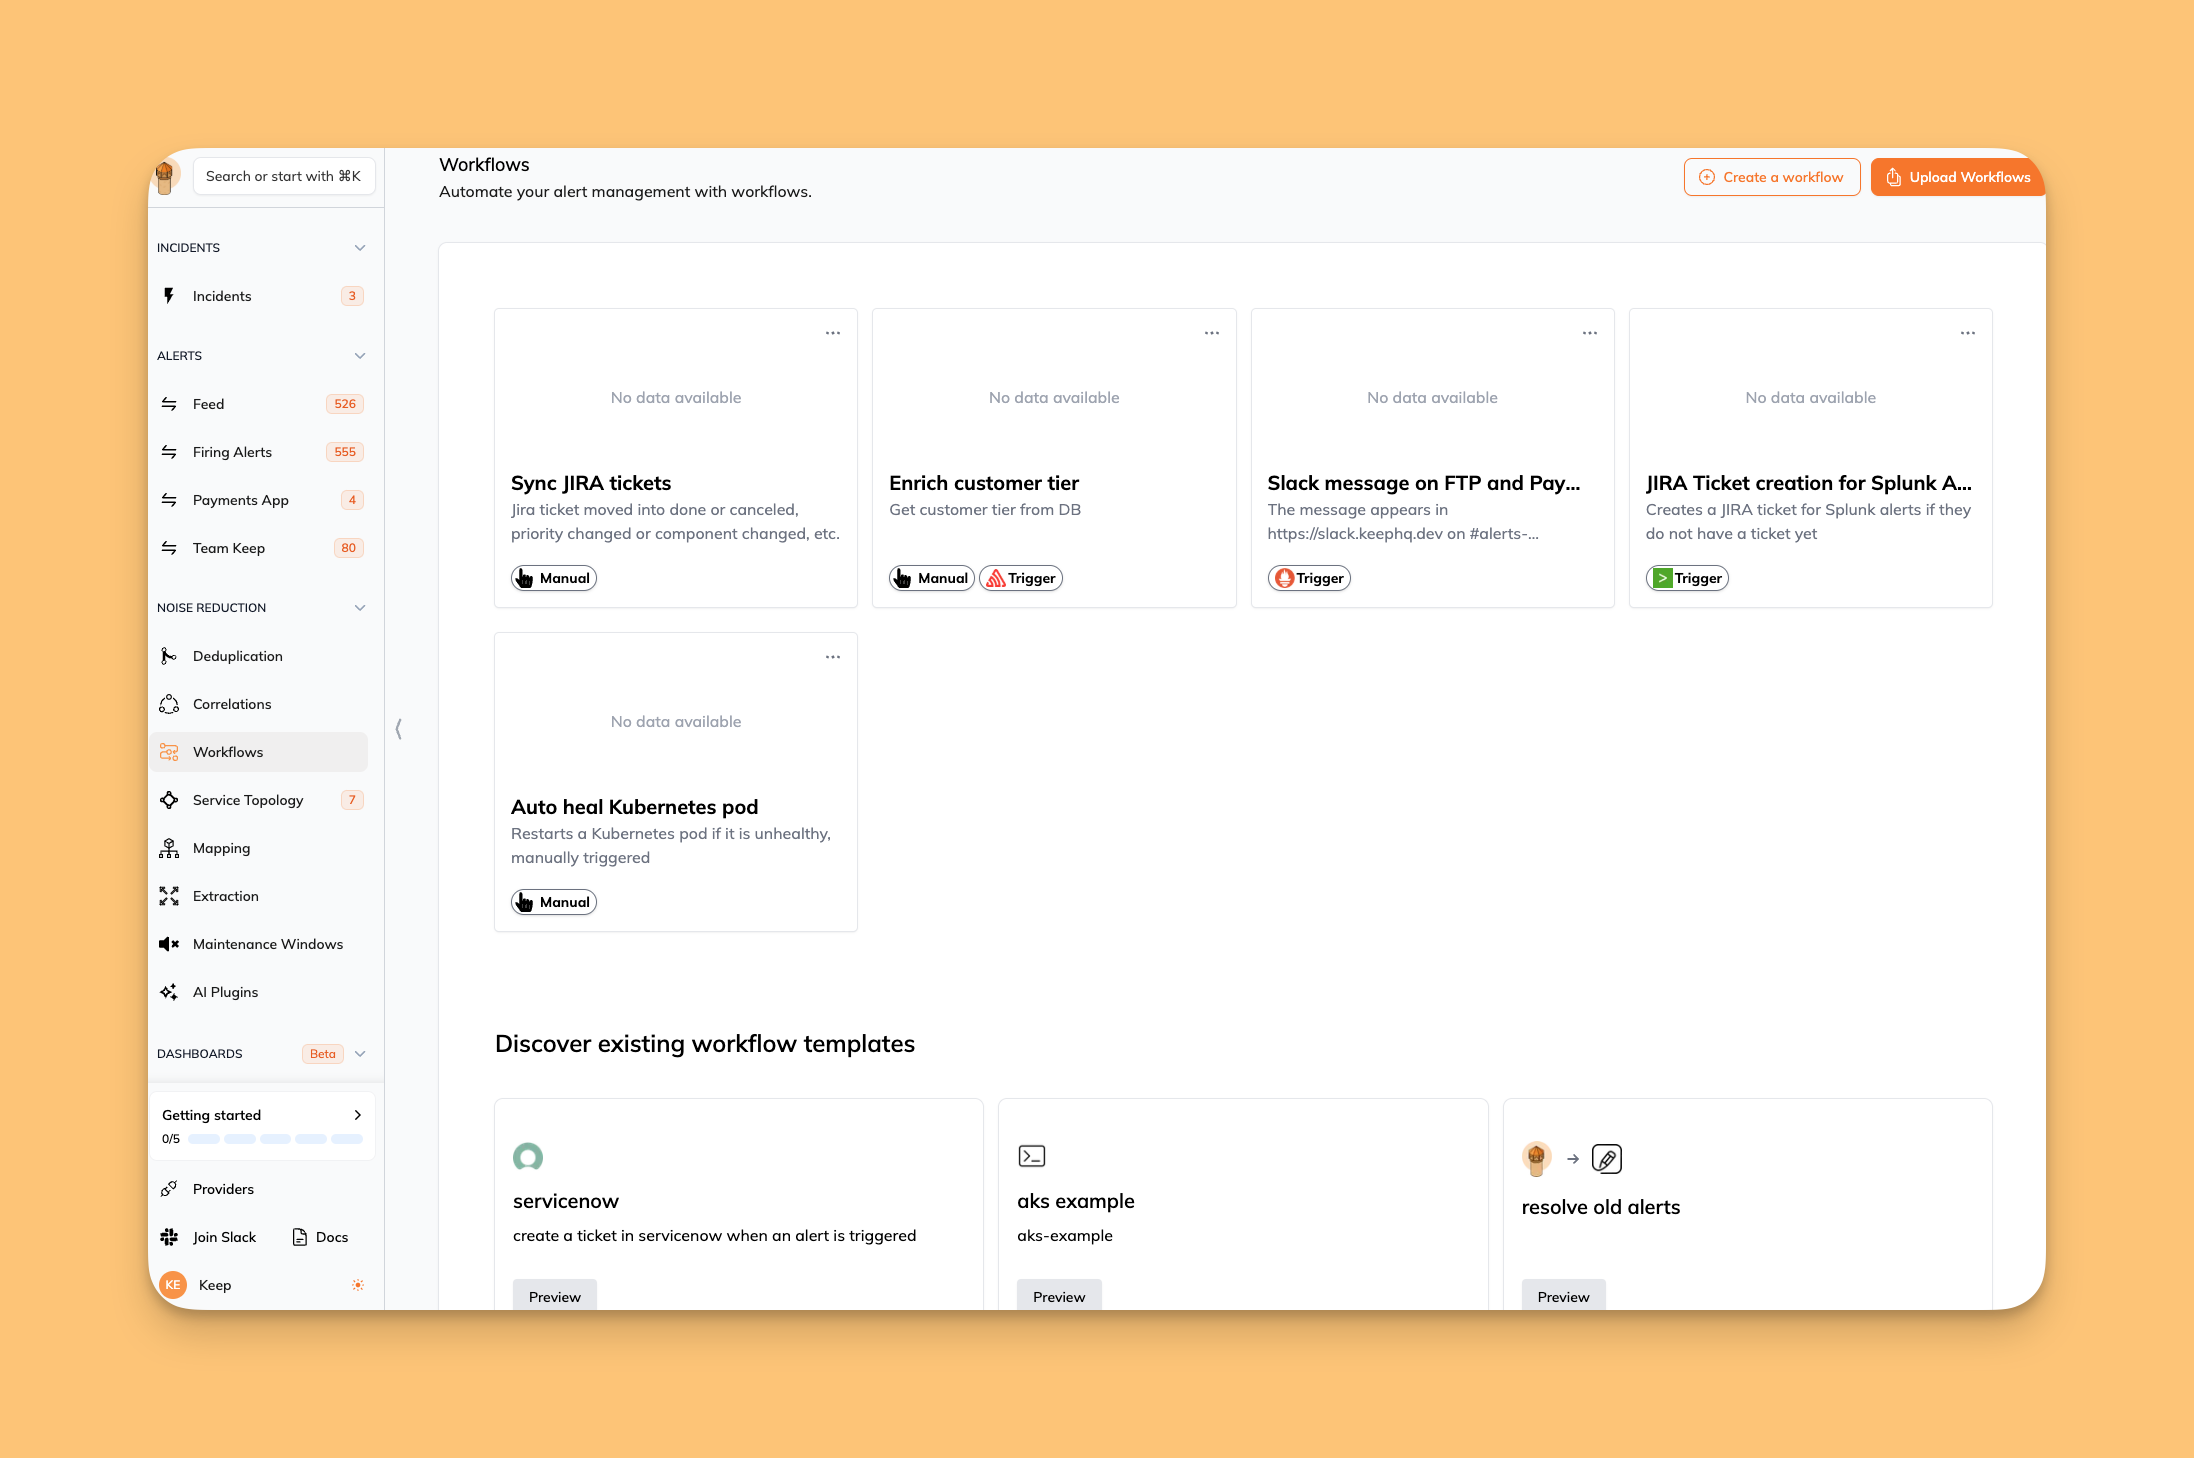 Search or start with ⌘K
INCIDENTS
Incidents 3
ALERTS
Feed 526
Firing Alerts 555
Payments App 4
Team Keep 80
NOISE REDUCTION
Deduplication
Correlations
Workflows
Service Topology 7
Mapping
Extraction
Maintenance Windows
AI Plugins
DASHBOARDS Beta
Getting started
0/5
Providers
Join Slack Docs
KE Keep
Workflows
Automate your alert management with workflows.
Create a workflow
Upload Workflows
No data available
Sync JIRA tickets
Jira ticket moved into done or canceled,
priority changed or component changed, etc.
Manual
No data available
Enrich customer tier
Get customer tier from DB
Manual Trigger
No data available
Slack message on FTP and Pay...
The message appears in
https://slack.keephq.dev on #alerts-...
Trigger
No data available
JIRA Ticket creation for Splunk A...
Creates a JIRA ticket for Splunk alerts if they
do not have a ticket yet
Trigger
No data available
Auto heal Kubernetes pod
Restarts a Kubernetes pod if it is unhealthy,
manually triggered
Manual
Discover existing workflow templates
servicenow
create a ticket in servicenow when an alert is triggered
Preview
aks example
aks-example
Preview
resolve old alerts
Preview